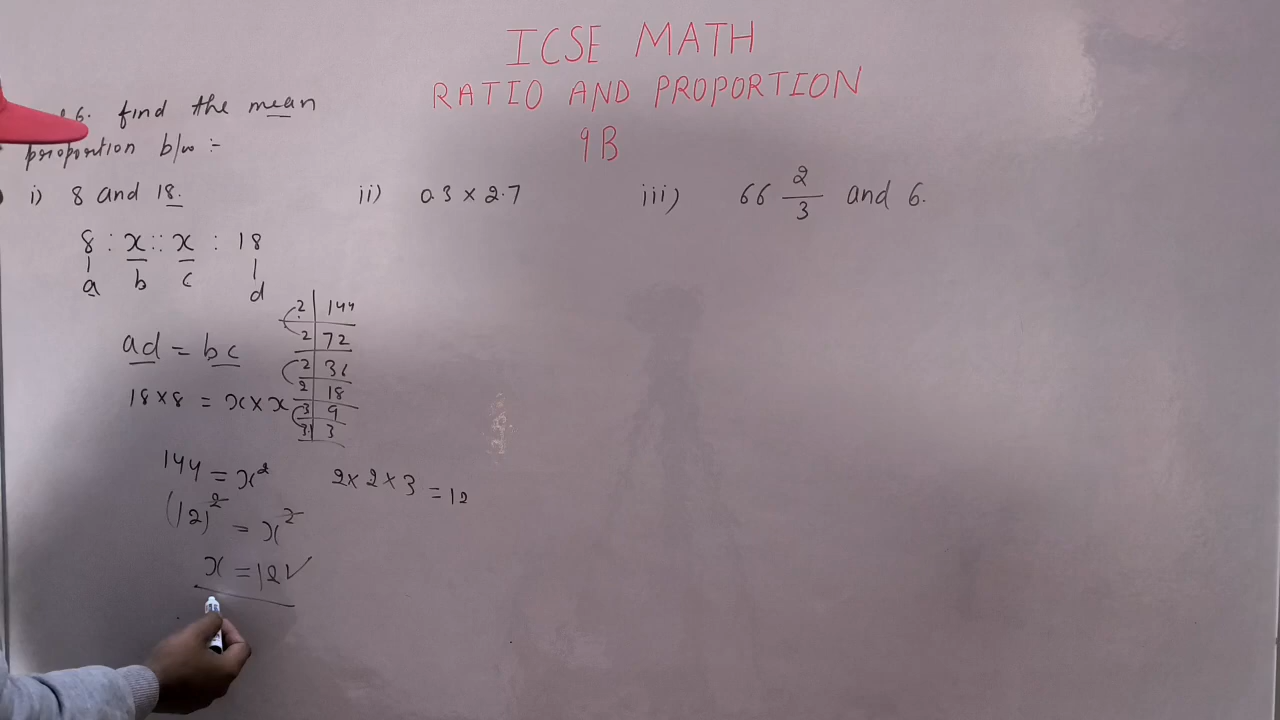 ICSE MATH
RATIO AND PROPORTION
9B
6. find the mean
proportion b/w :-
i) 8 and 18.
ii) 0.3 × 2.7
iii) 66 2/3 and 6.
8 : x :: x : 18
a b c d
ad = bc
18 × 8 = x × x
144 = x²
(12)² = x²
x = 12 ✓
2 | 144
2 | 72
2 | 36
2 | 18
3 | 9
3 | 3
2 × 2 × 3 = 12